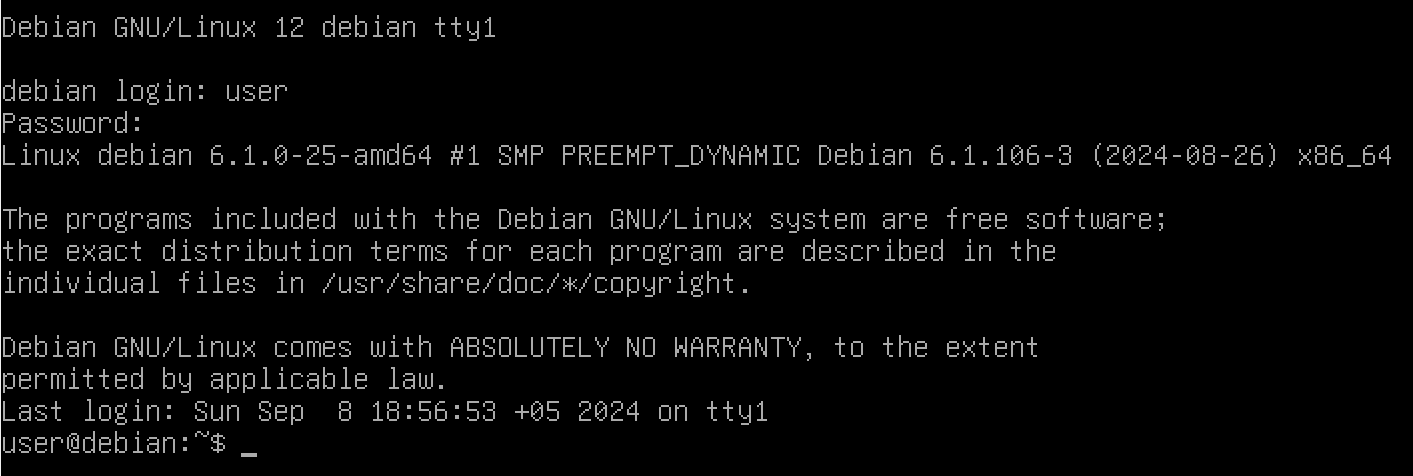 Debian GNU/Linux 12 debian tty1
debian login: user
Password:
Linux debian 6.1.0-25-amd64 #1 SMP PREEMPT_DYNAMIC Debian 6.1.106-3 (2024-08-26) x86_64
The programs included with the Debian GNU/Linux system are free software;
the exact distribution terms for each program are described in the
individual files in /usr/share/doc/*/copyright.
Debian GNU/Linux comes with ABSOLUTELY NO WARRANTY, to the extent
permitted by applicable law.
Last login: Sun Sep  8 18:56:53 +05 2024 on tty1
user@debian:~$ _